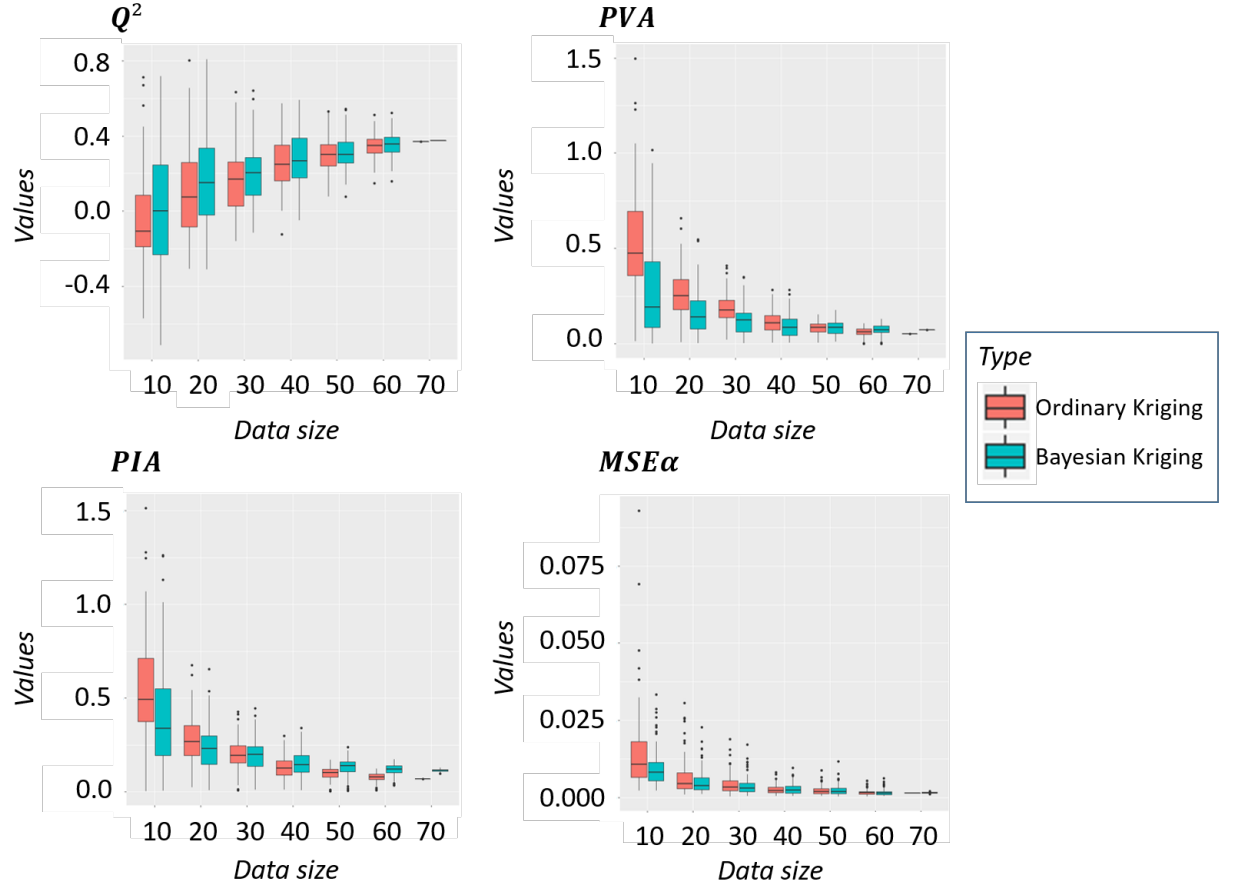 Q²
0.8
0.4
0.0
-0.4
Values
10 20 30 40 50 60 70
Data size
PVA
1.5
1.0
0.5
0.0
Values
10 20 30 40 50 60 70
Data size
Type
Ordinary Kriging
Bayesian Kriging
PIA
1.5
1.0
0.5
0.0
Values
10 20 30 40 50 60 70
Data size
MSEα
0.075
0.050
0.025
0.000
Values
10 20 30 40 50 60 70
Data size